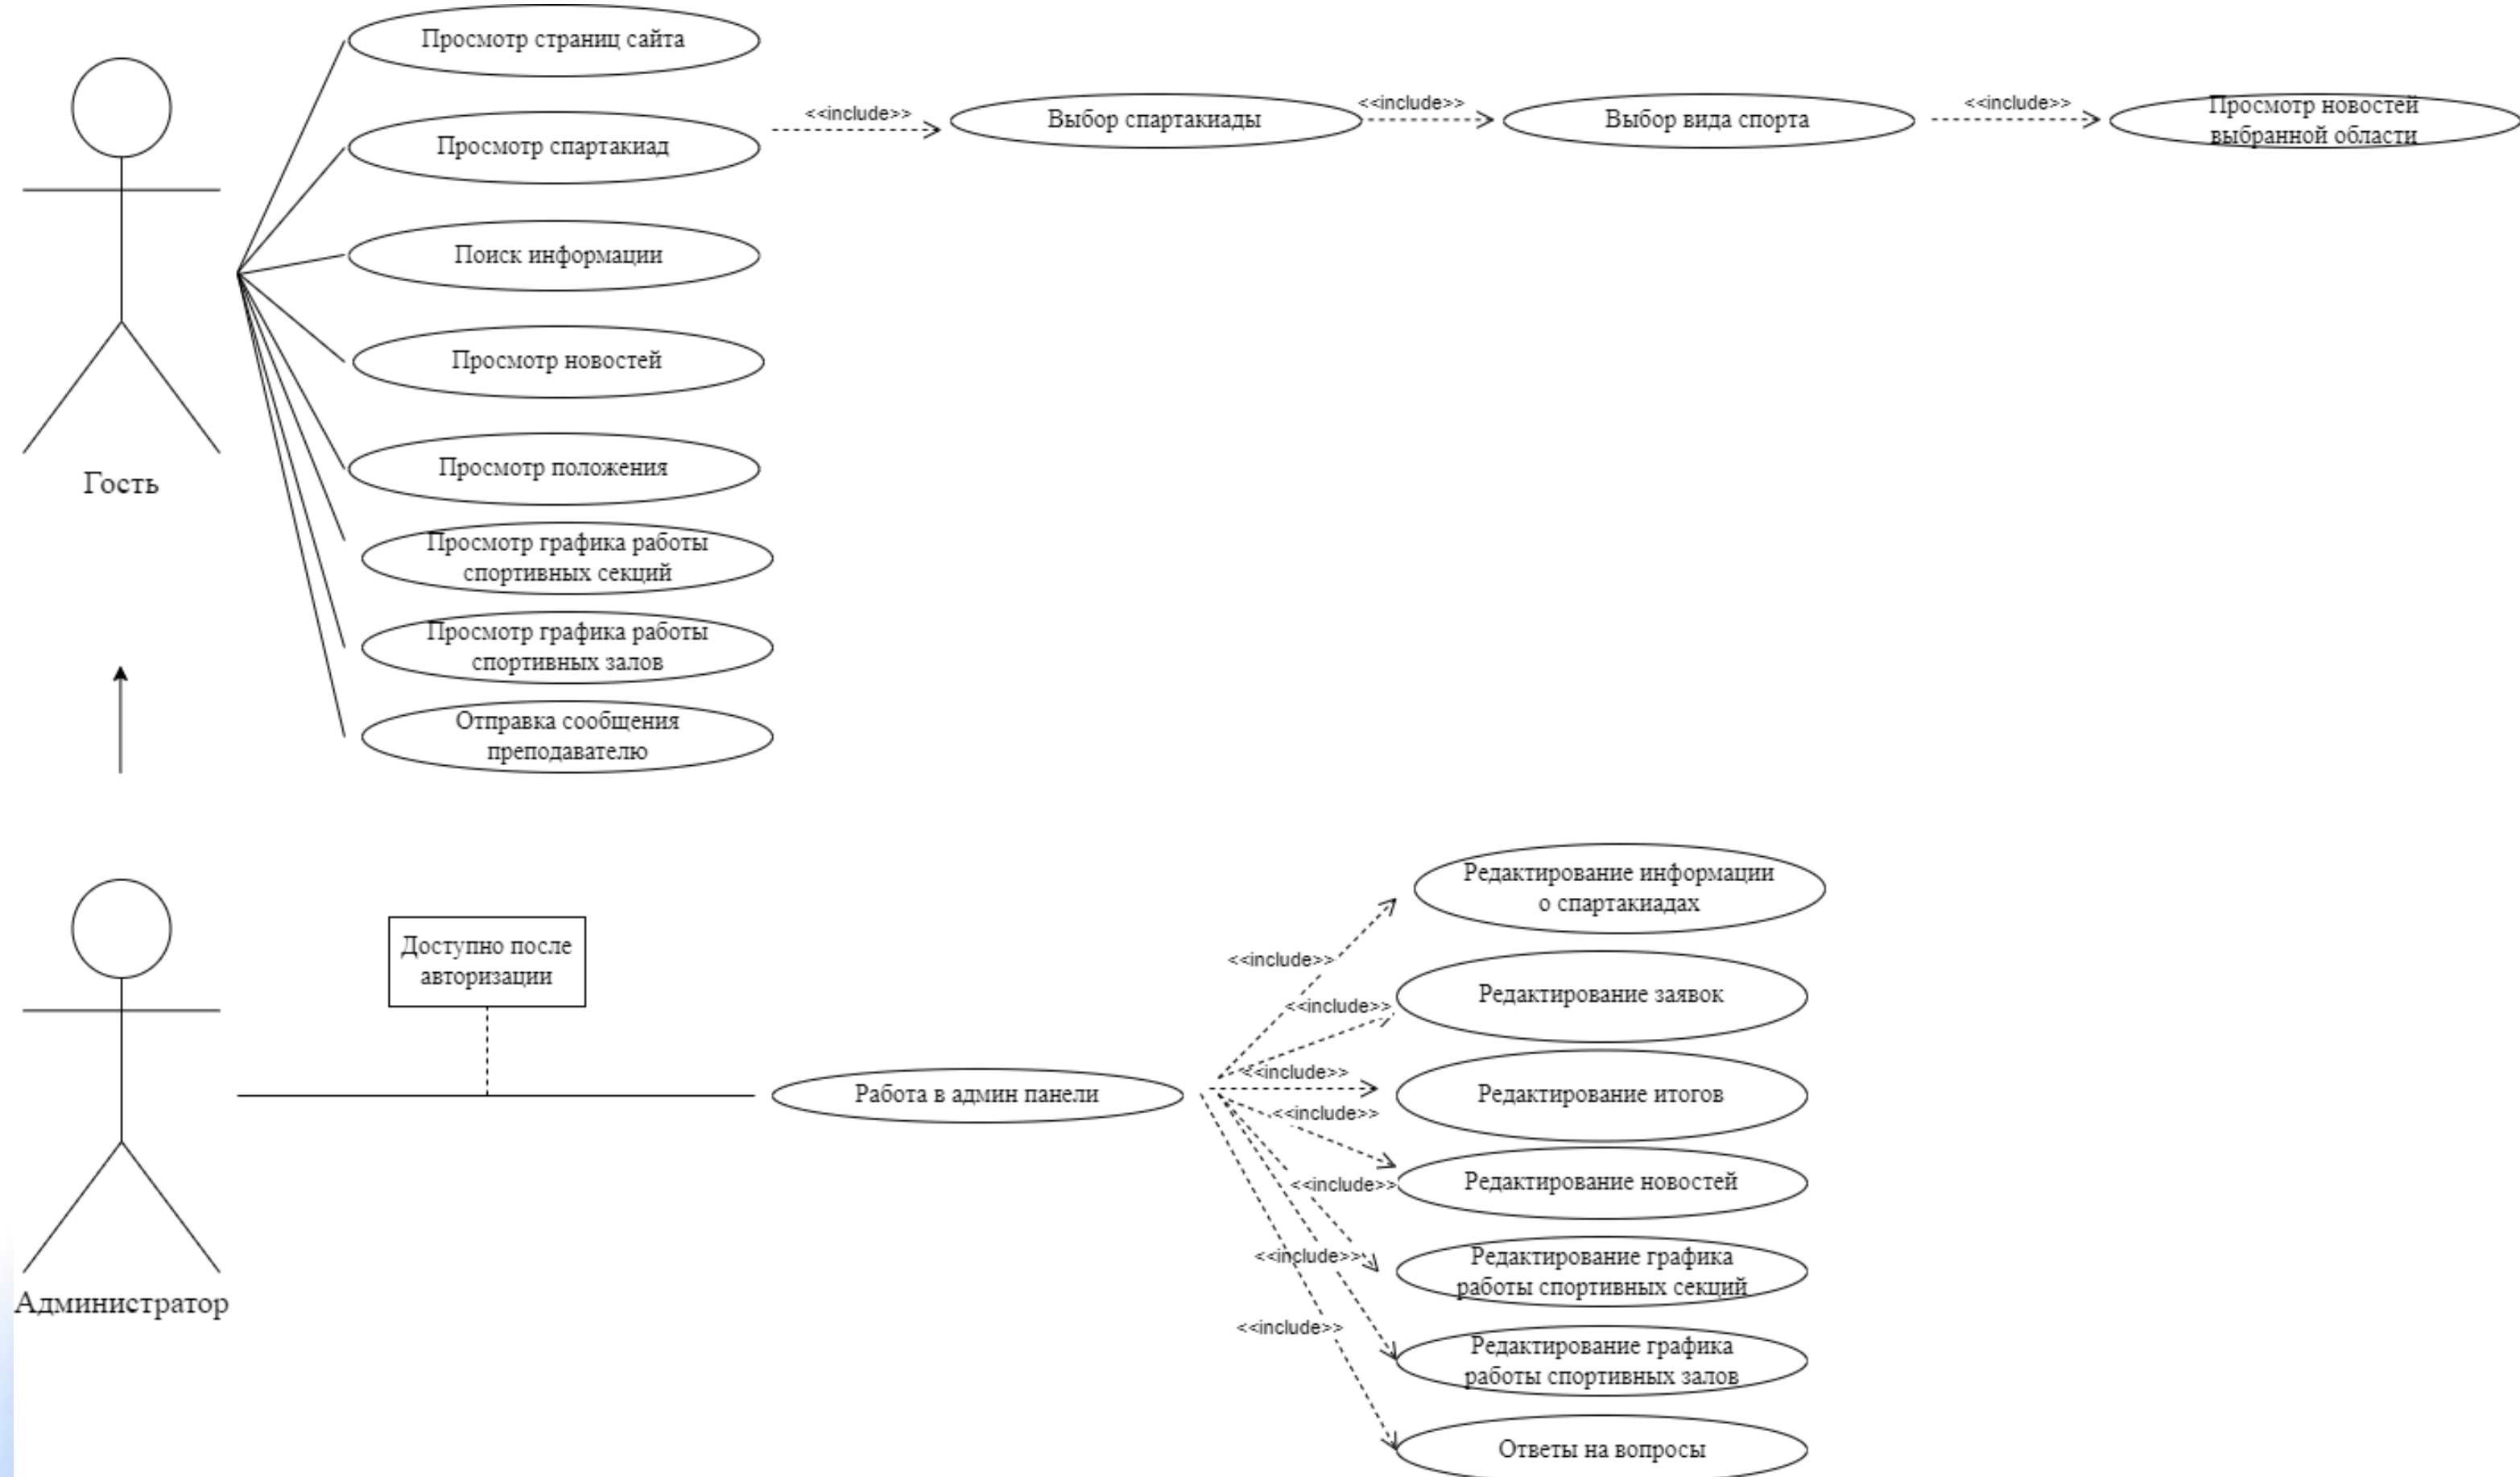 Просмотр страниц сайта
Просмотр спартакиад
<<include>>
Выбор спартакиады
<<include>>
Выбор вида спорта
<<include>>
Просмотр новостей
выбранной области
Поиск информации
Просмотр новостей
Просмотр положения
Гость
Просмотр графика работы
спортивных секций
Просмотр графика работы
спортивных залов
Отправка сообщения
преподавателю
Администратор
Доступно после
авторизации
Работа в админ панели
<<include>>
<<include>>
<<include>>
<<include>>
<<include>>
<<include>>
<<include>>
Редактирование информации
о спартакиадах
Редактирование заявок
Редактирование итогов
Редактирование новостей
Редактирование графика
работы спортивных секций
Редактирование графика
работы спортивных залов
Ответы на вопросы